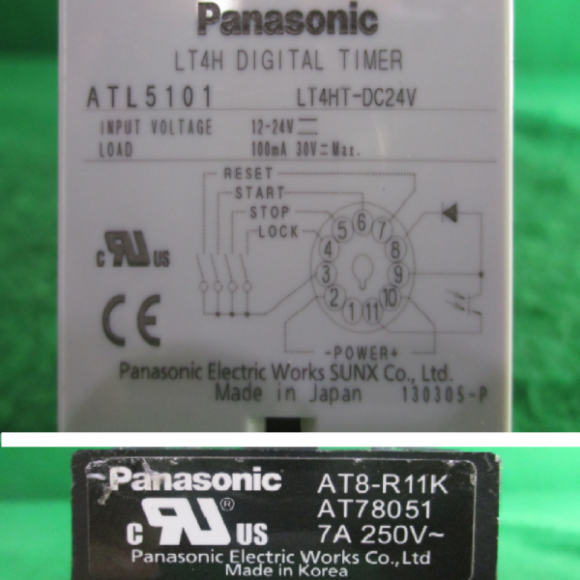 Panasonic
LT4H DIGITAL TIMER
ATL5101 LT4HT-DC24V
INPUT VOLTAGE 12-24V⎓
LOAD 100mA 30V⎓Max.
RESET
START
STOP
LOCK
5 6 7
4 8
3 9
2 10
1 11
-POWER+
c RU US
CE
Panasonic Electric Works SUNX Co., Ltd.
Made in Japan 130305-P
Panasonic AT8-R11K
c RU ® US AT78051
7A 250V~
Panasonic Electric Works Co.,Ltd
Made in Korea